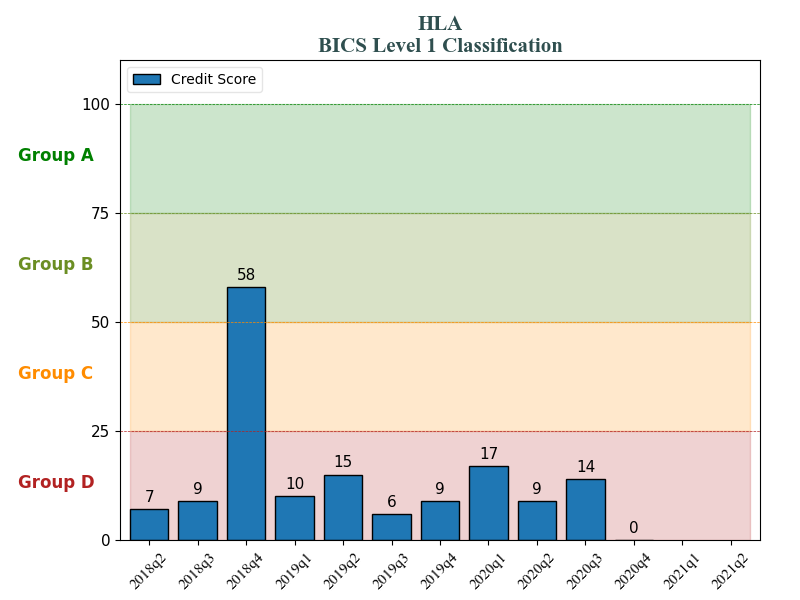 HLA
BICS Level 1 Classification
Credit Score
100
Group A
75
Group B
58
50
Group C
25
17
15
14
10
9
9
9
7
6
Group D
0
0
2018q2
2018q3
2018q4
2019q1
2019q2
2019q3
2019q4
2020q1
2020q2
2020q3
2020q4
2021q1
2021q2